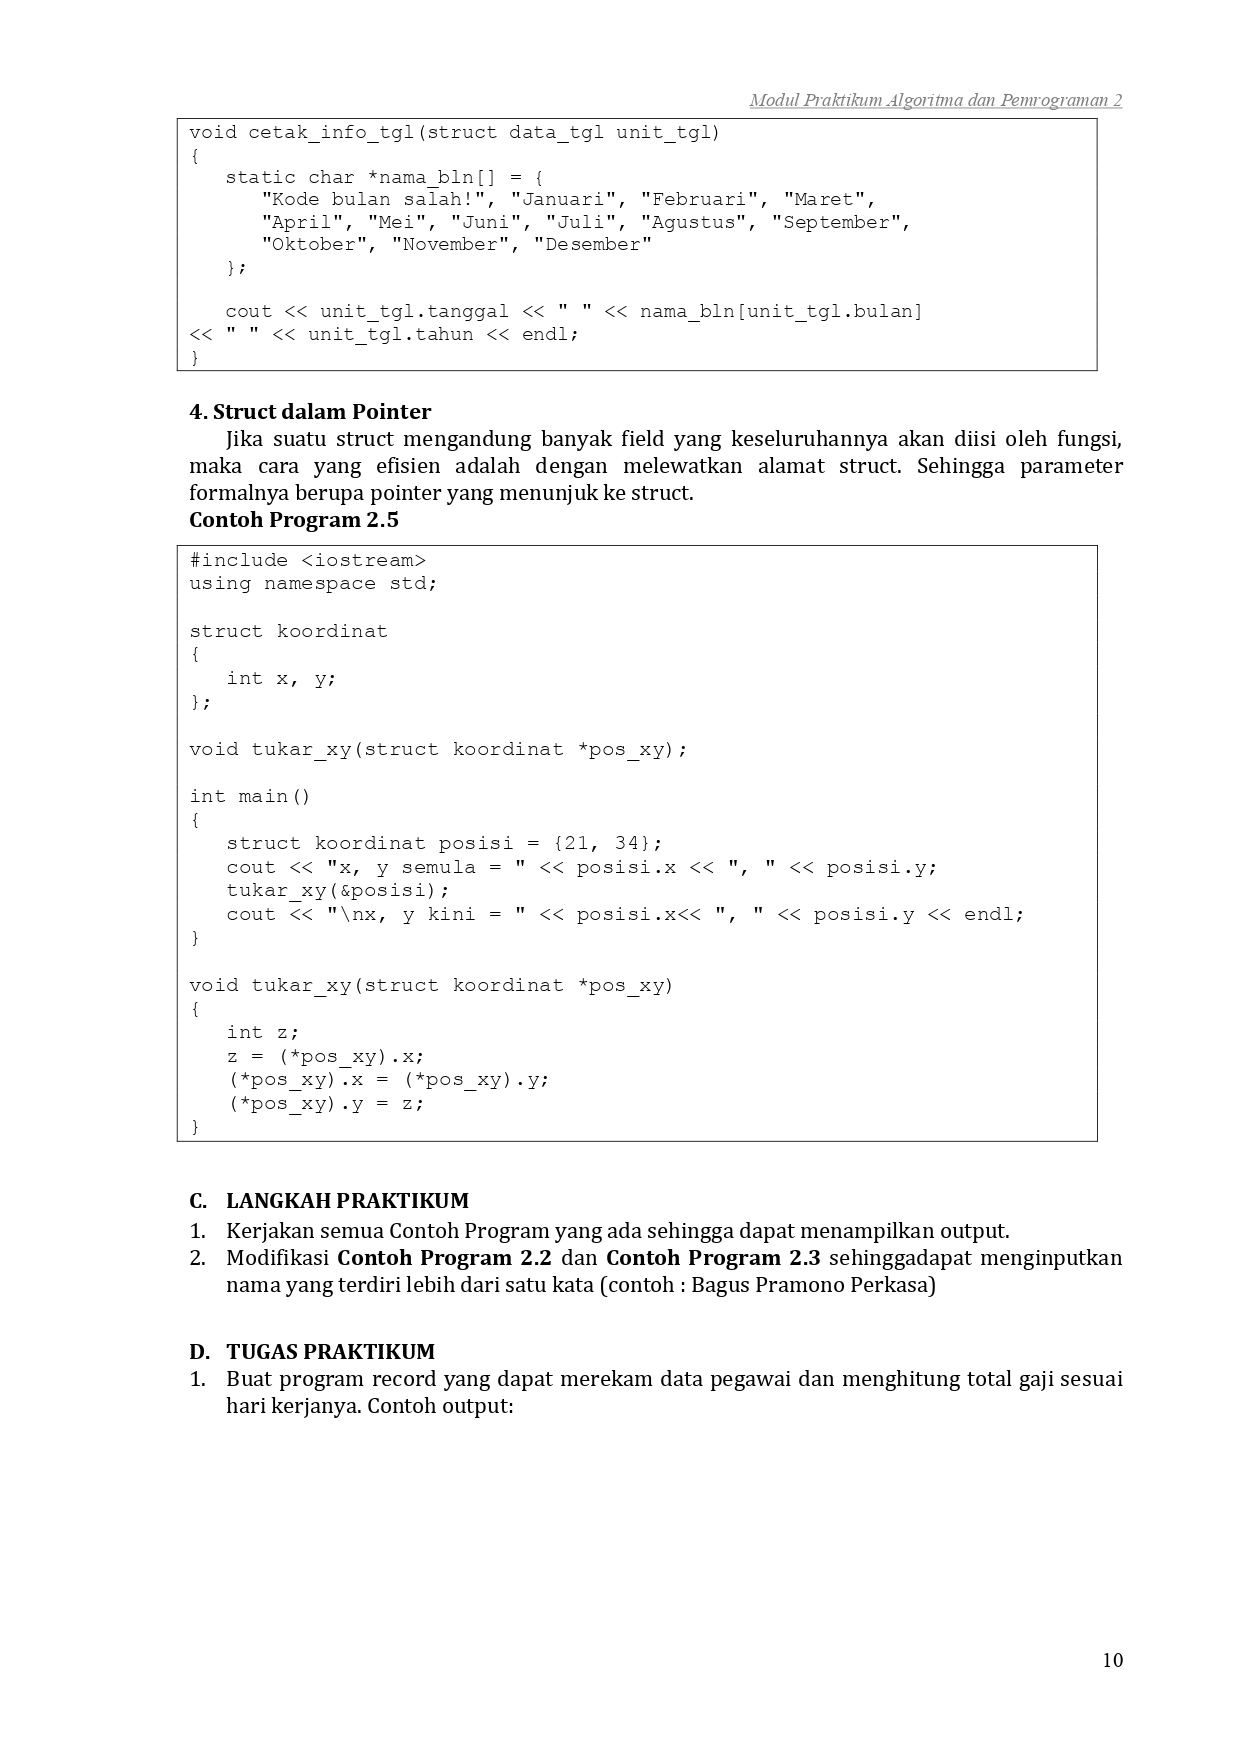 Modul Praktikum Algoritma dan Pemrograman 2
void cetak_info_tgl(struct data_tgl unit_tgl)
{
   static char *nama_bln[] = {
      "Kode bulan salah!", "Januari", "Februari", "Maret",
      "April", "Mei", "Juni", "Juli", "Agustus", "September",
      "Oktober", "November", "Desember"
   };
   cout << unit_tgl.tanggal << " " << nama_bln[unit_tgl.bulan]
<< " " << unit_tgl.tahun << endl;
}
4. Struct dalam Pointer
Jika suatu struct mengandung banyak field yang keseluruhannya akan diisi oleh fungsi,
maka cara yang efisien adalah dengan melewatkan alamat struct. Sehingga parameter
formalnya berupa pointer yang menunjuk ke struct.
Contoh Program 2.5
#include <iostream>
using namespace std;
struct koordinat
{
   int x, y;
};
void tukar_xy(struct koordinat *pos_xy);
int main()
{
   struct koordinat posisi = {21, 34};
   cout << "x, y semula = " << posisi.x << ", " << posisi.y;
   tukar_xy(&posisi);
   cout << "\nx, y kini = " << posisi.x<< ", " << posisi.y << endl;
}
void tukar_xy(struct koordinat *pos_xy)
{
   int z;
   z = (*pos_xy).x;
   (*pos_xy).x = (*pos_xy).y;
   (*pos_xy).y = z;
}
C. LANGKAH PRAKTIKUM
1. Kerjakan semua Contoh Program yang ada sehingga dapat menampilkan output.
2. Modifikasi Contoh Program 2.2 dan Contoh Program 2.3 sehinggadapat menginputkan
nama yang terdiri lebih dari satu kata (contoh : Bagus Pramono Perkasa)
D. TUGAS PRAKTIKUM
1. Buat program record yang dapat merekam data pegawai dan menghitung total gaji sesuai
hari kerjanya. Contoh output:
10